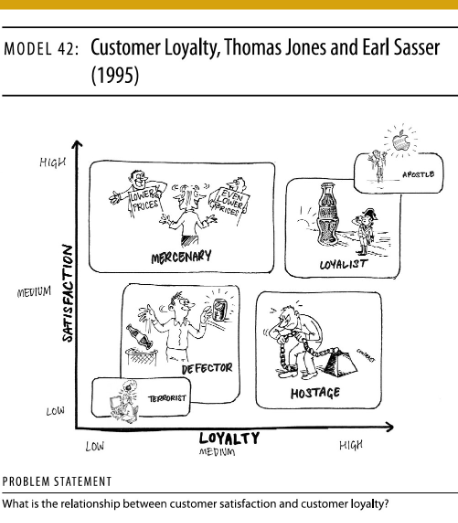 MODEL 42: Customer Loyalty, Thomas Jones and Earl Sasser
(1995)
HIGH
MEDIUM
LOW
SATISFACTION
LOWER
PRICES
EVEN
LOWER
PRICES
MERCENARY
APOSTLE
LOYALIST
DEFECTOR
TERRORIST
CONTRACT
HOSTAGE
LOW
LOYALTY
MEDIUM
HIGH
PROBLEM STATEMENT
What is the relationship between customer satisfaction and customer loyalty?